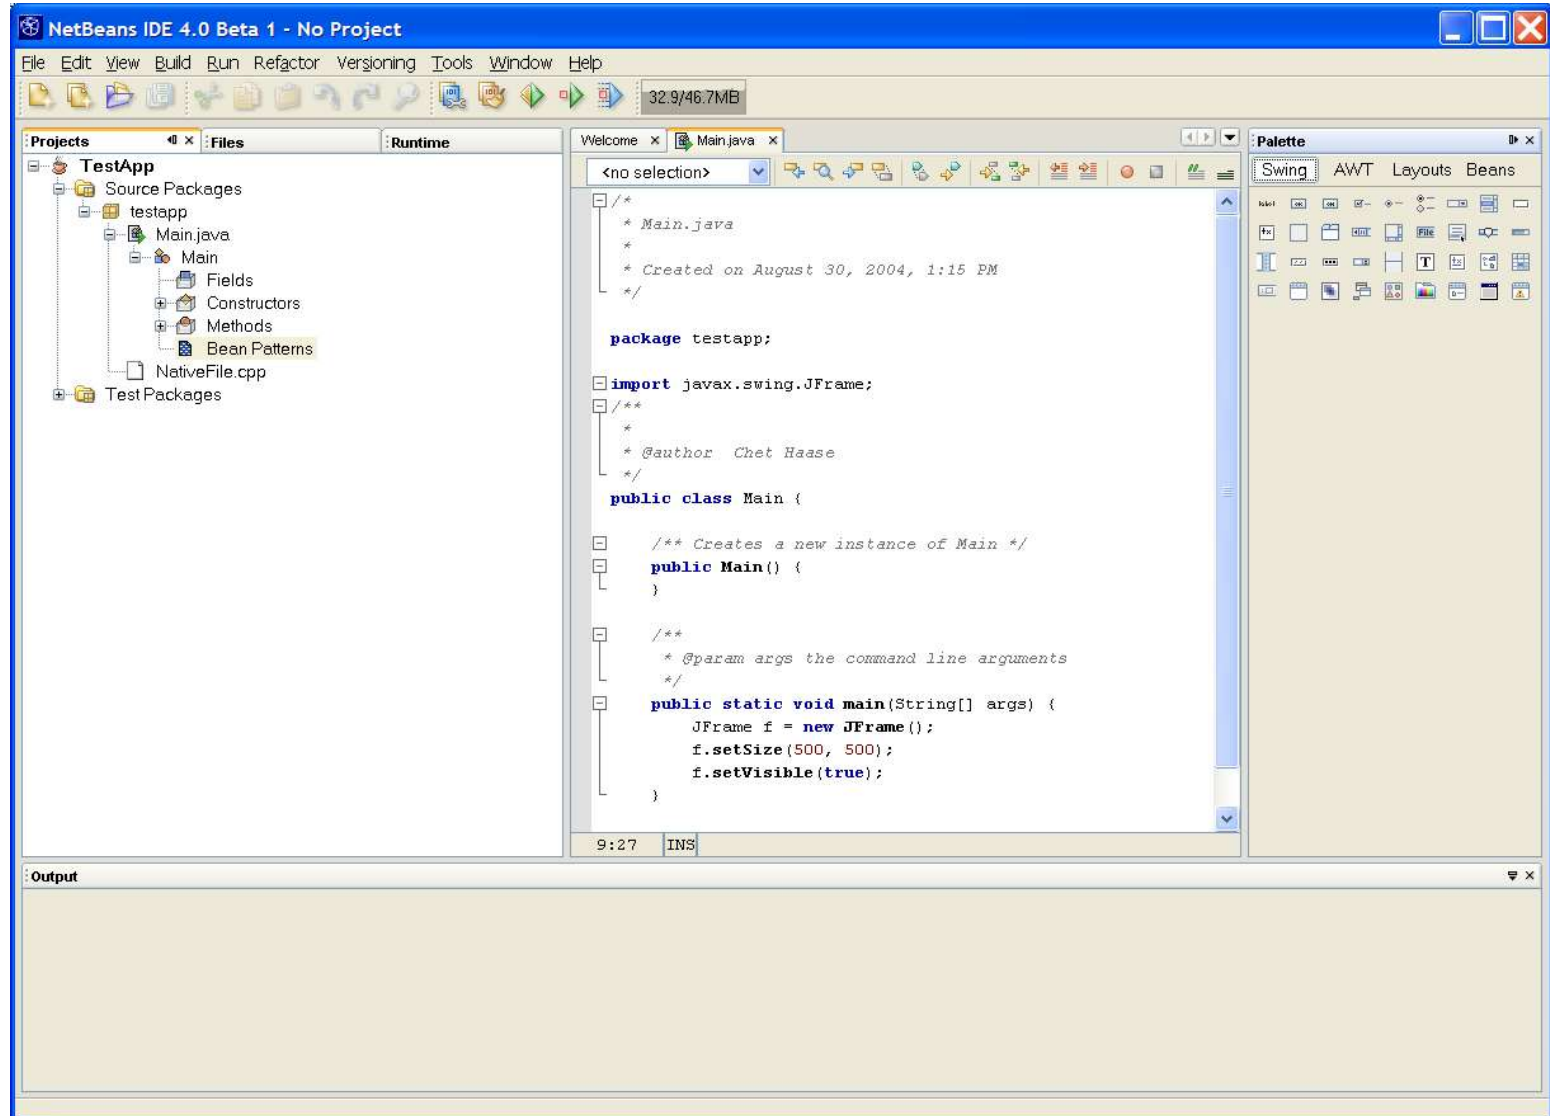 NetBeans IDE 4.0 Beta 1 - No Project
File Edit View Build Run Refactor Versioning Tools Window Help
32.9/46.7MB
Projects
Files
Runtime
TestApp
Source Packages
testapp
Main.java
Main
Fields
Constructors
Methods
Bean Patterns
NativeFile.cpp
Test Packages
Welcome
Main.java
<no selection>
/*
* Main.java
*
* Created on August 30, 2004, 1:15 PM
*/
package testapp;
import javax.swing.JFrame;
/**
*
* @author  Chet Haase
*/
public class Main {
/** Creates a new instance of Main */
public Main() {
}
/**
* @param args the command line arguments
*/
public static void main(String[] args) {
JFrame f = new JFrame();
f.setSize(500, 500);
f.setVisible(true);
}
9:27 INS
Palette
Swing AWT Layouts Beans
label OK
File
T
Output